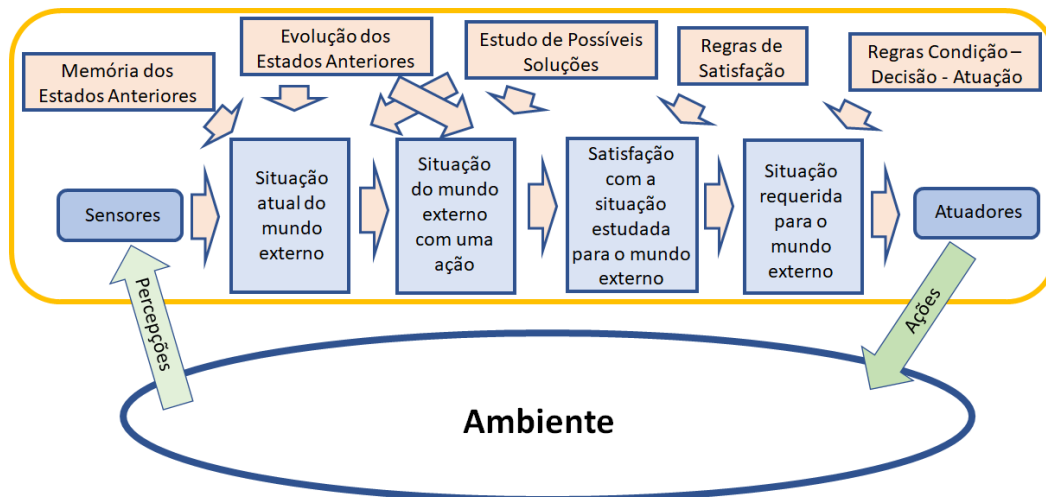 Memória dos
Estados Anteriores
Evolução dos
Estados Anteriores
Estudo de Possíveis
Soluções
Regras de
Satisfação
Regras Condição –
Decisão - Atuação
Sensores
Situação
atual do
mundo
externo
Situação
do mundo
externo
com uma
ação
Satisfação
com a
situação
estudada
para o mundo
externo
Situação
requerida
para o
mundo
externo
Atuadores
Percepções
Ações
Ambiente